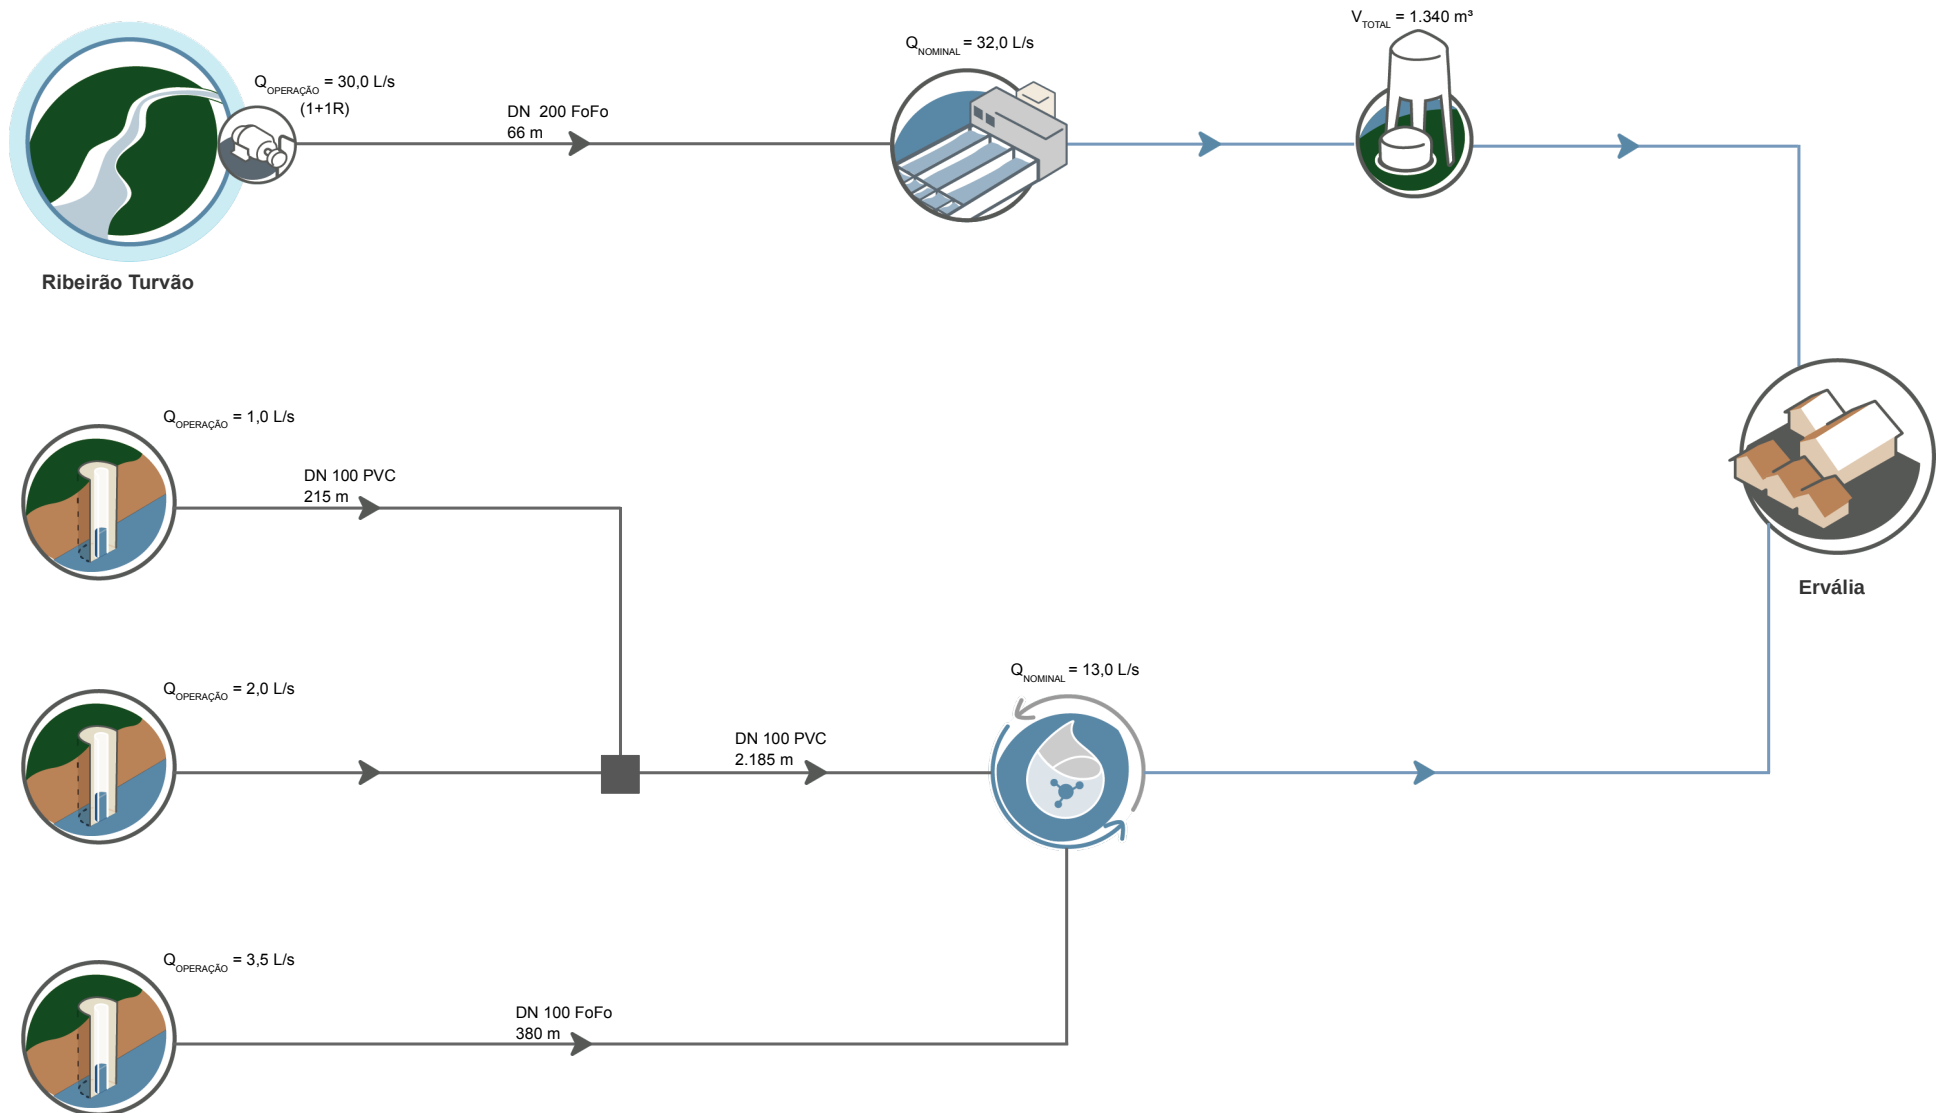 V_TOTAL = 1.340 m³
Q_NOMINAL = 32,0 L/s
Q_OPERAÇÃO = 30,0 L/s
(1+1R)
DN 200 FoFo
66 m
Ribeirão Turvão
Q_OPERAÇÃO = 1,0 L/s
DN 100 PVC
215 m
Ervália
Q_OPERAÇÃO = 2,0 L/s
Q_NOMINAL = 13,0 L/s
DN 100 PVC
2.185 m
Q_OPERAÇÃO = 3,5 L/s
DN 100 FoFo
380 m